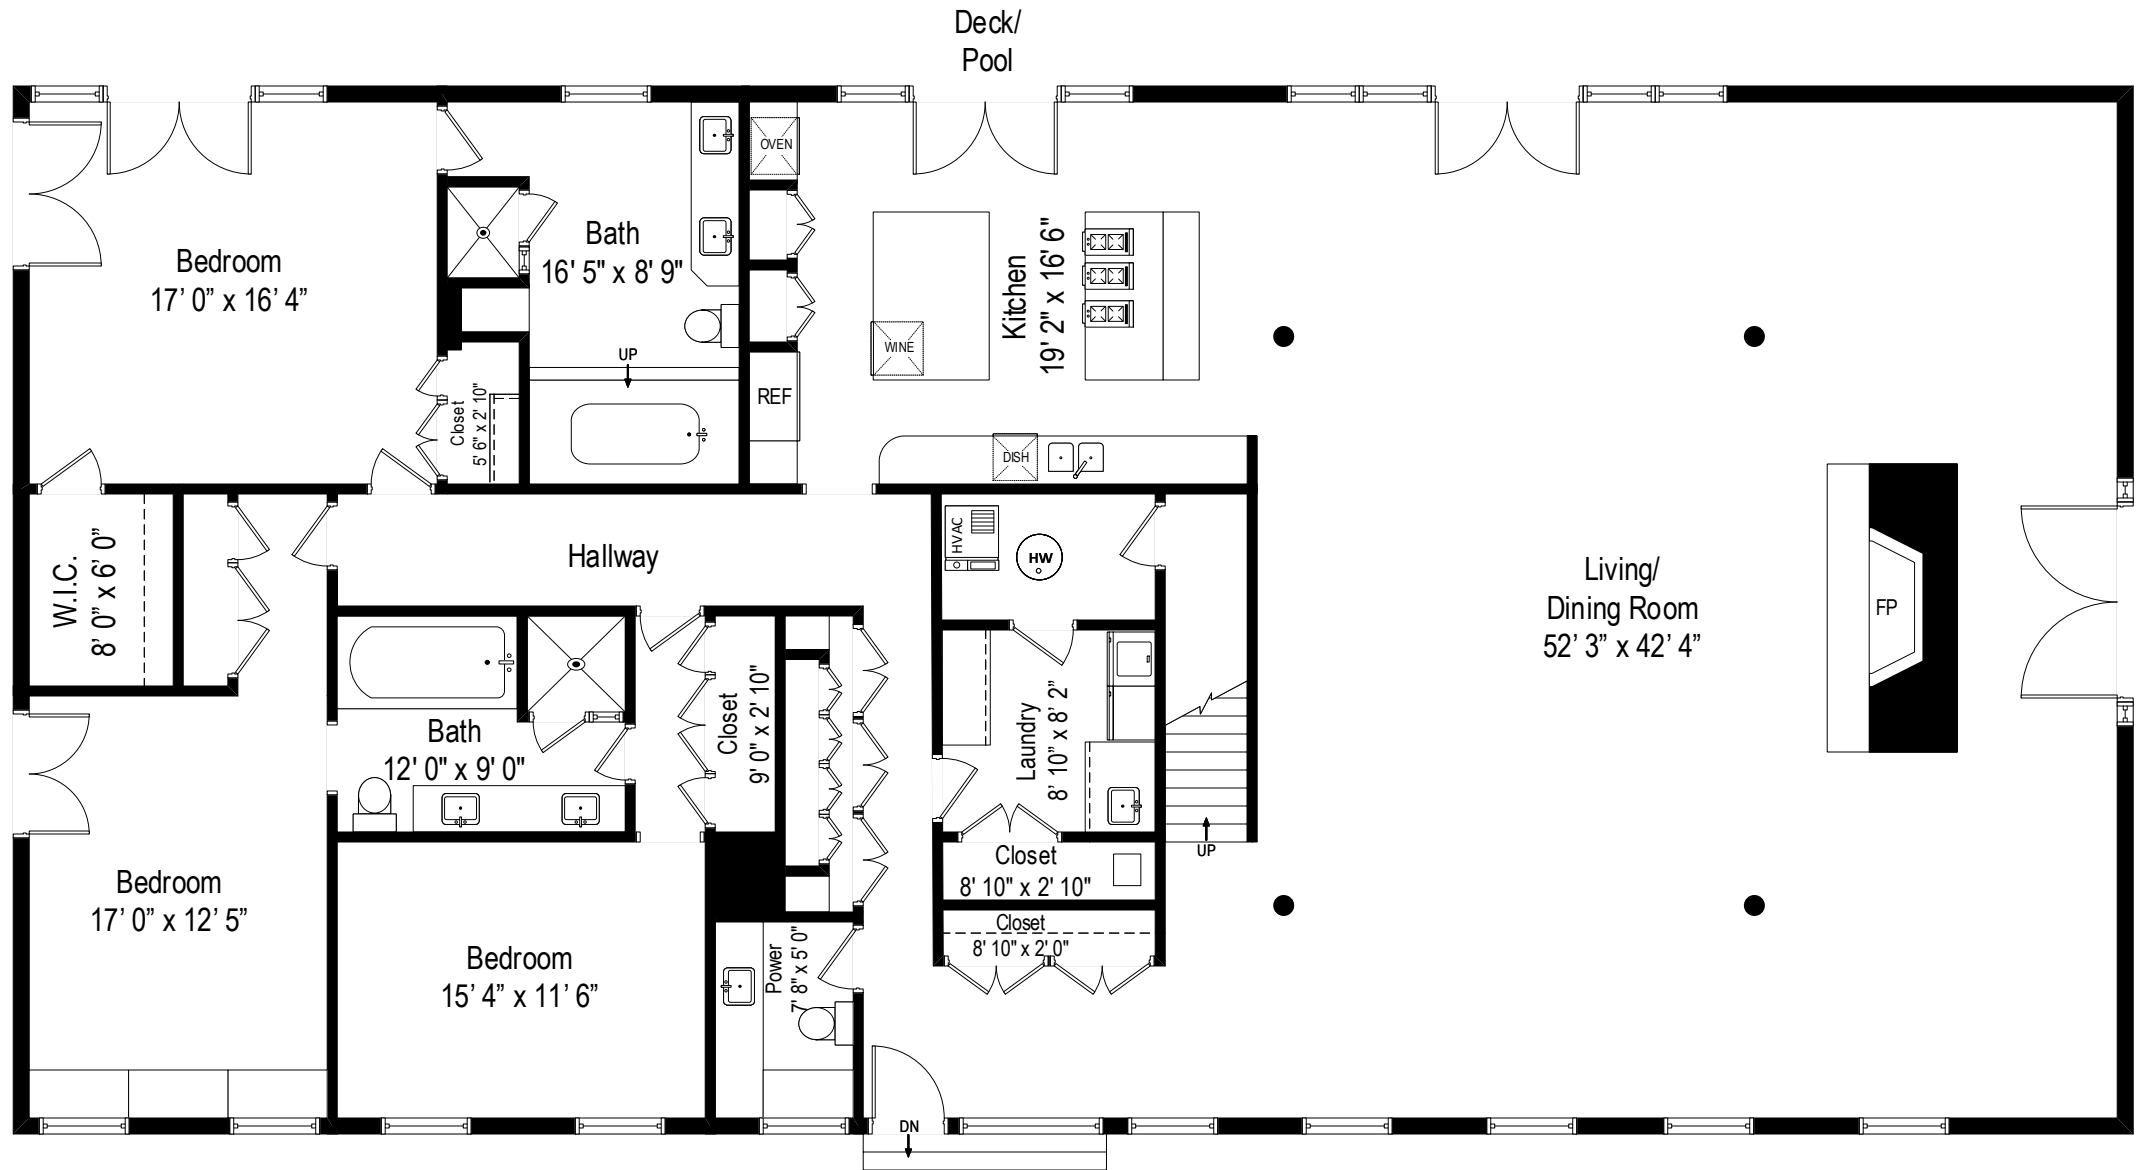 Deck/
Pool
OVEN
Bath
16' 5" x 8' 9"
Bedroom
17' 0" x 16' 4"
Kitchen
19' 2" x 16' 6"
WINE
UP
REF
Closet
5' 6" x 2' 10"
DISH
W.I.C.
8' 0" x 6' 0"
Hallway
HVAC
HW
Living/
Dining Room
52' 3" x 42' 4"
FP
Bath
12' 0" x 9' 0"
Closet
9' 0" x 2' 10"
Laundry
8' 10" x 8' 2"
UP
Closet
8' 10" x 2' 10"
Bedroom
17' 0" x 12' 5"
Closet
8' 10" x 2' 0"
Bedroom
15' 4" x 11' 6"
Power
7' 8" x 5' 0"
DN